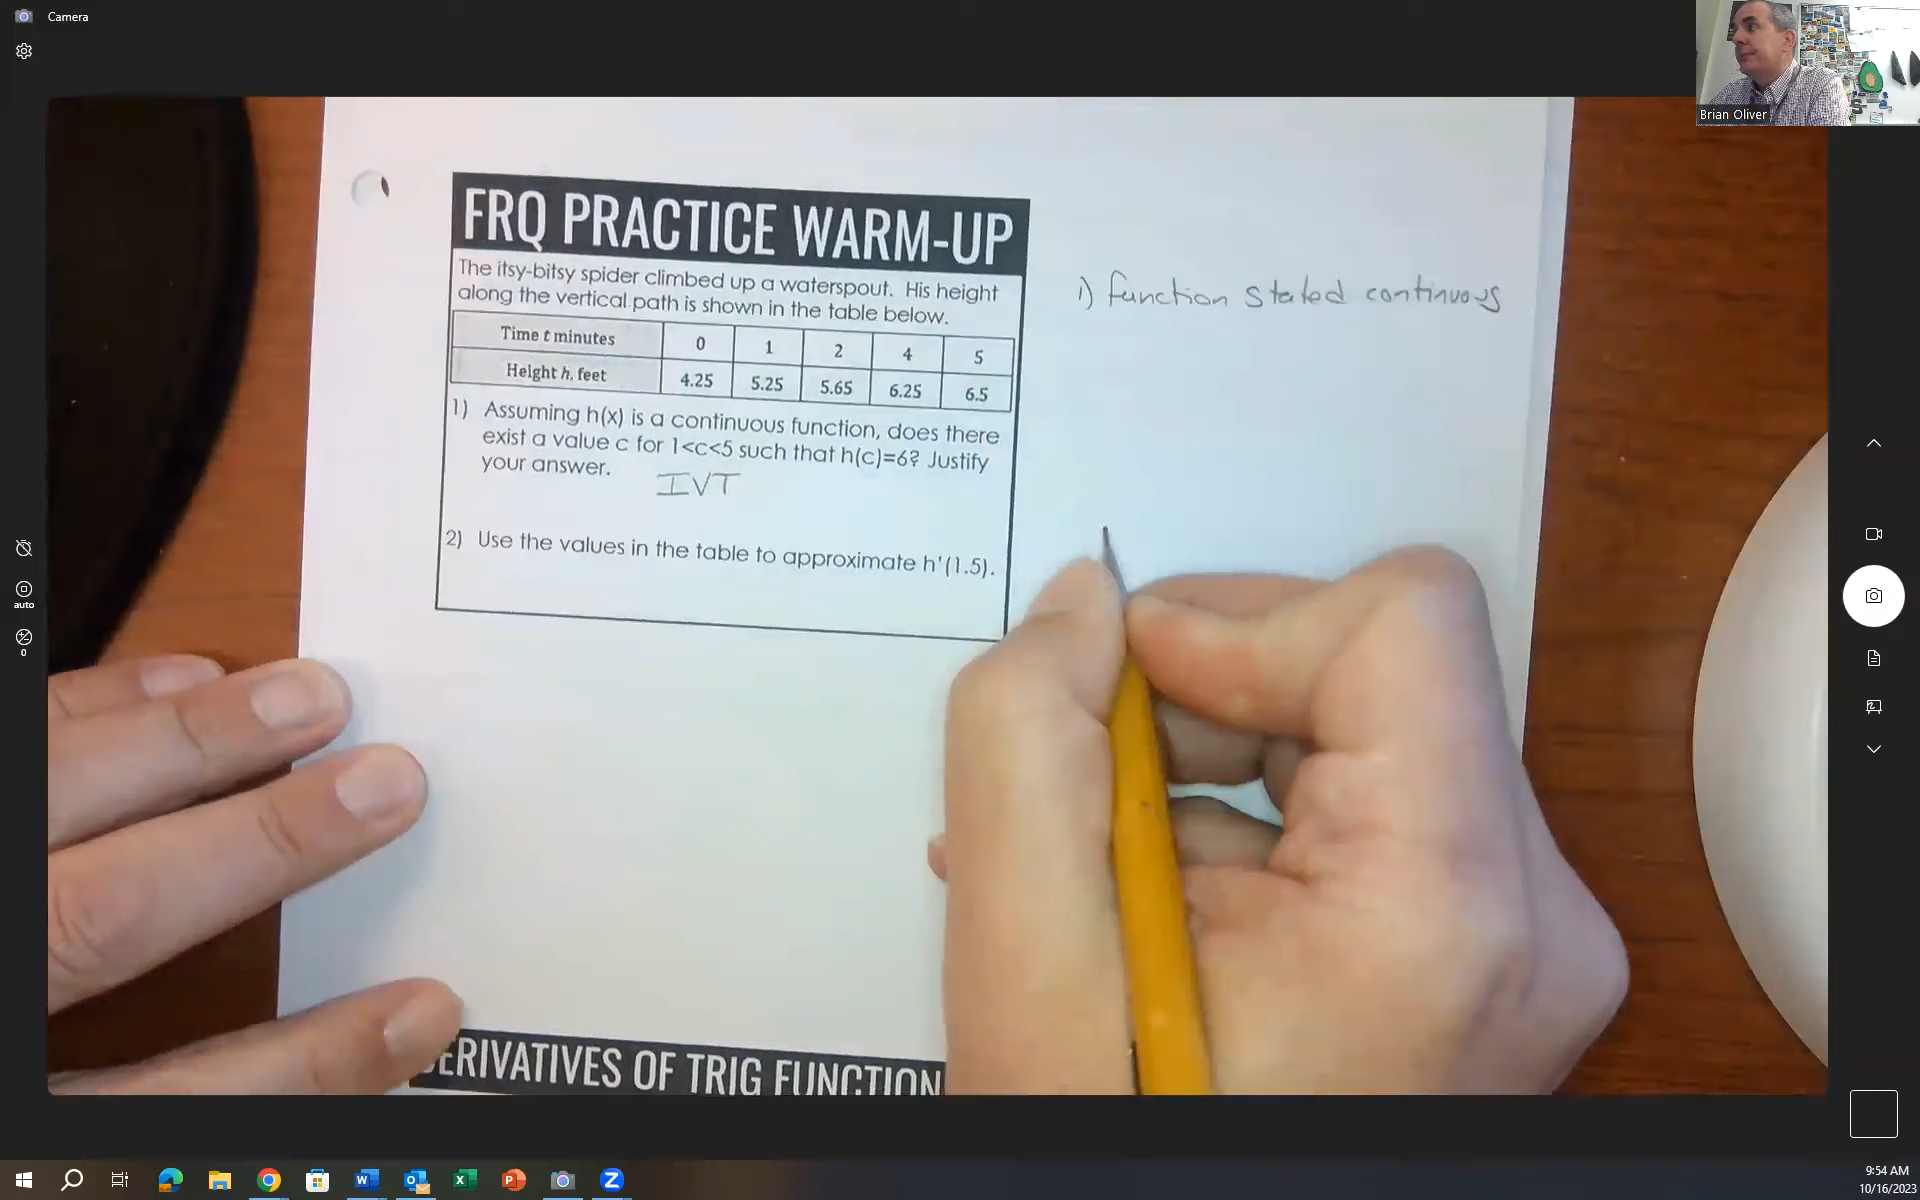 Camera
Brian Oliver
FRQ PRACTICE WARM-UP
The itsy-bitsy spider climbed up a waterspout. His height
along the vertical path is shown in the table below.
Time t minutes 0 1 2 4 5
Height h, feet 4.25 5.25 5.65 6.25 6.5
1) Assuming h(x) is a continuous function, does there
exist a value c for 1<c<5 such that h(c)=6? Justify
your answer.
IVT
2) Use the values in the table to approximate h'(1.5).
1) function stated continuous
ERIVATIVES OF TRIG FUNCTION
auto
0
9:54 AM
10/16/2023